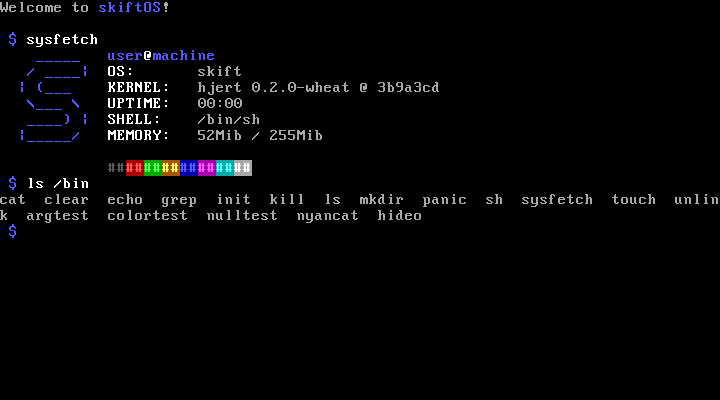 Welcome to skiftOS!
$ sysfetch
user@machine
OS: skift
KERNEL: hjert 0.2.0-wheat @ 3b9a3cd
UPTIME: 00:00
SHELL: /bin/sh
MEMORY: 52Mib / 255Mib
################
$ ls /bin
cat clear echo grep init kill ls mkdir panic sh sysfetch touch unlin
k argtest colortest nulltest nyancat hideo
$